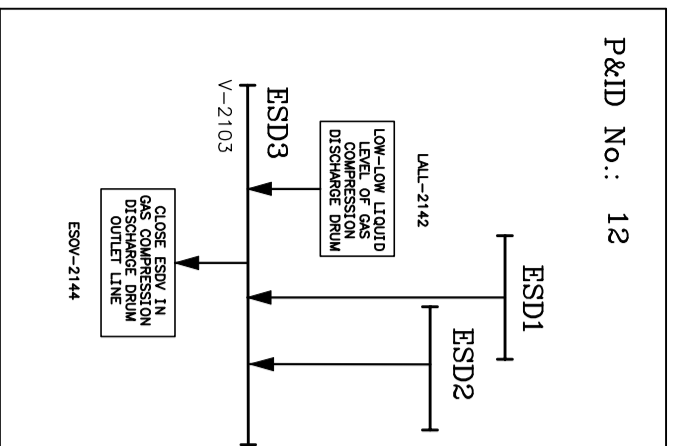 P&ID No.: 12
ESD1
ESD2
LALL-2142
LOW-LOW LIQUID
LEVEL OF GAS
COMPRESSION
DISCHARGE DRUM
ESD3
V-2103
CLOSE ESDV IN
GAS COMPRESSION
DISCHARGE DRUM
OUTLET LINE
ESOV-2144